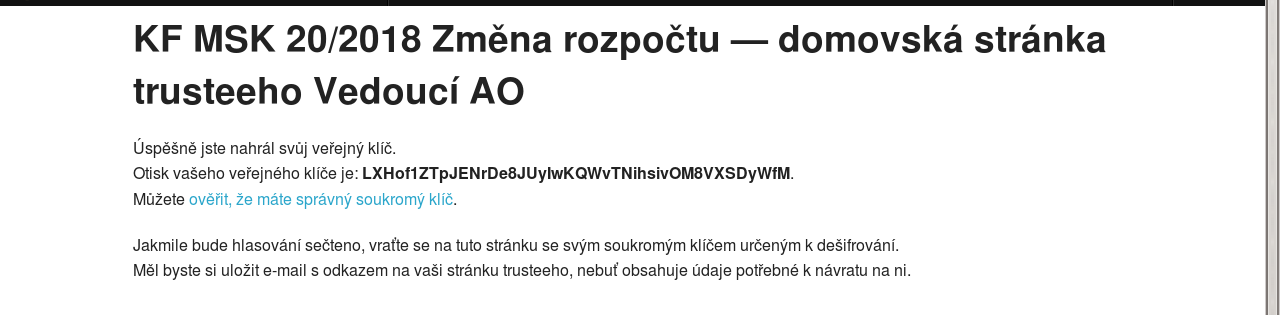 KF MSK 20/2018 Změna rozpočtu — domovská stránka
trusteeho Vedoucí AO
Úspěšně jste nahrál svůj veřejný klíč.
Otisk vašeho veřejného klíče je: LXHof1ZTpJENrDe8JUyIwKQWvTNihsivOM8VXSDyWfM.
Můžete ověřit, že máte správný soukromý klíč.
Jakmile bude hlasování sečteno, vraťte se na tuto stránku se svým soukromým klíčem určeným k dešifrování.
Měl byste si uložit e-mail s odkazem na vaši stránku trusteeho, nebuť obsahuje údaje potřebné k návratu na ni.